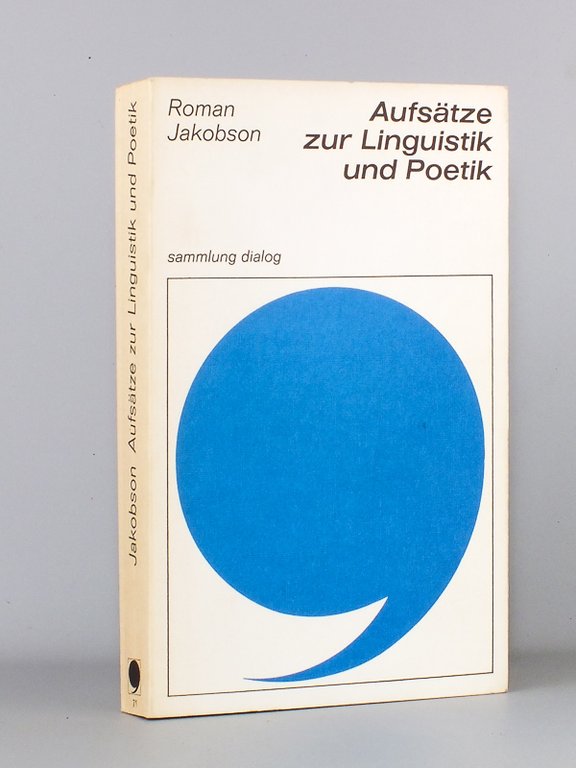 Roman
Jakobson
Aufsätze
zur Linguistik
und Poetik
sammlung dialog
Jakobson Aufsätze zur Linguistik und Poetik